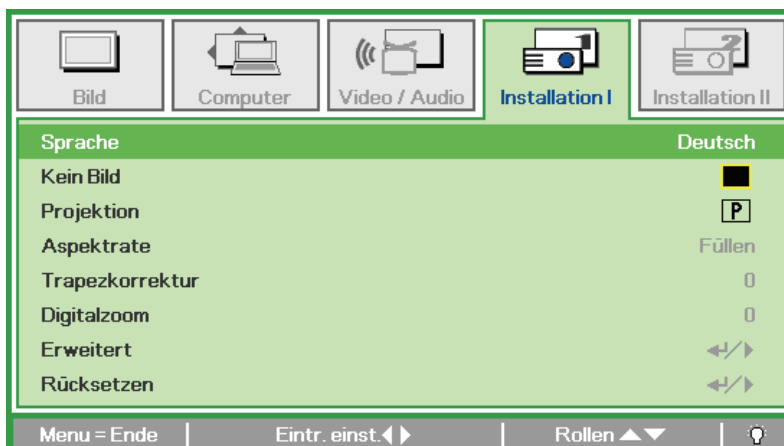 Bild
Computer
Video / Audio
Installation I
Installation II
Sprache Deutsch
Kein Bild
Projektion P
Aspektrate Füllen
Trapezkorrektur 0
Digitalzoom 0
Erweitert
Rücksetzen
Menu = Ende Eintr. einst. Rollen